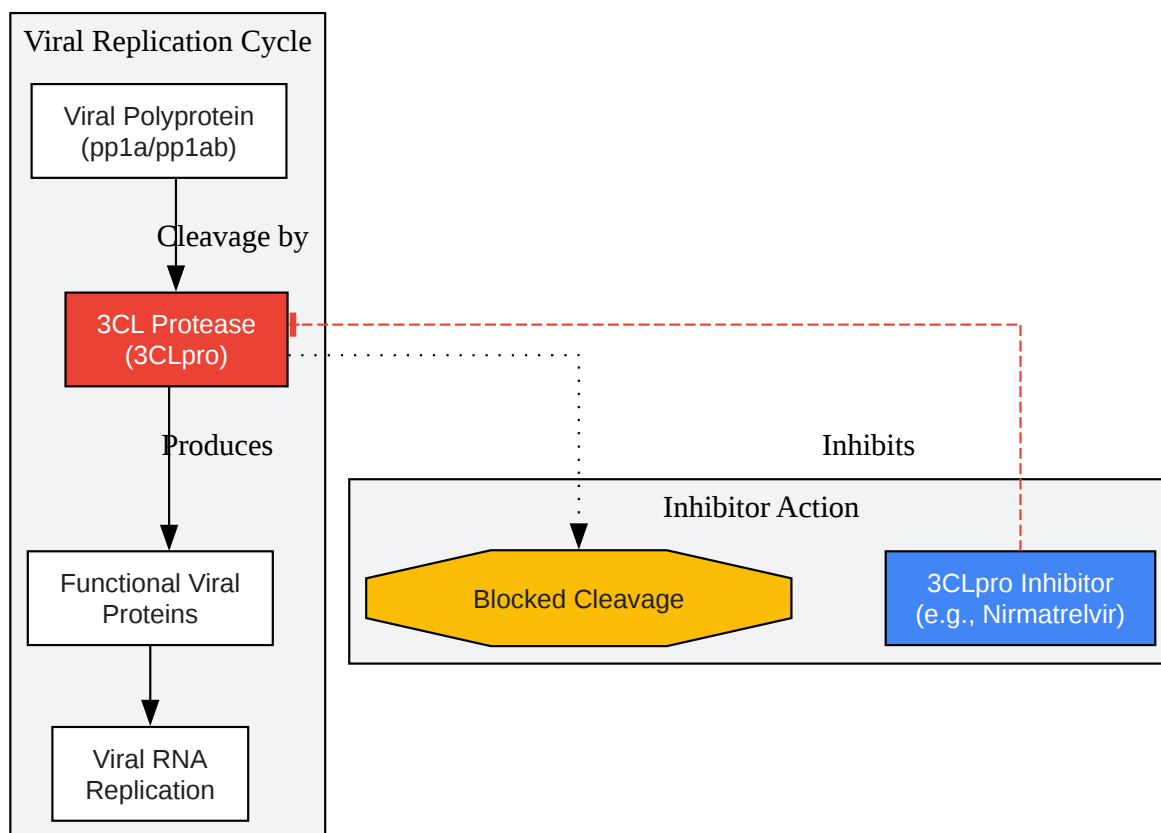 Viral Replication Cycle
Viral Polyprotein
(pp1a/pp1ab)
Cleavage by
3CL Protease
(3CLpro)
Produces
Inhibits
Inhibitor Action
Functional Viral
Proteins
Blocked Cleavage
3CLpro Inhibitor
(e.g., Nirmatrelvir)
Viral RNA
Replication